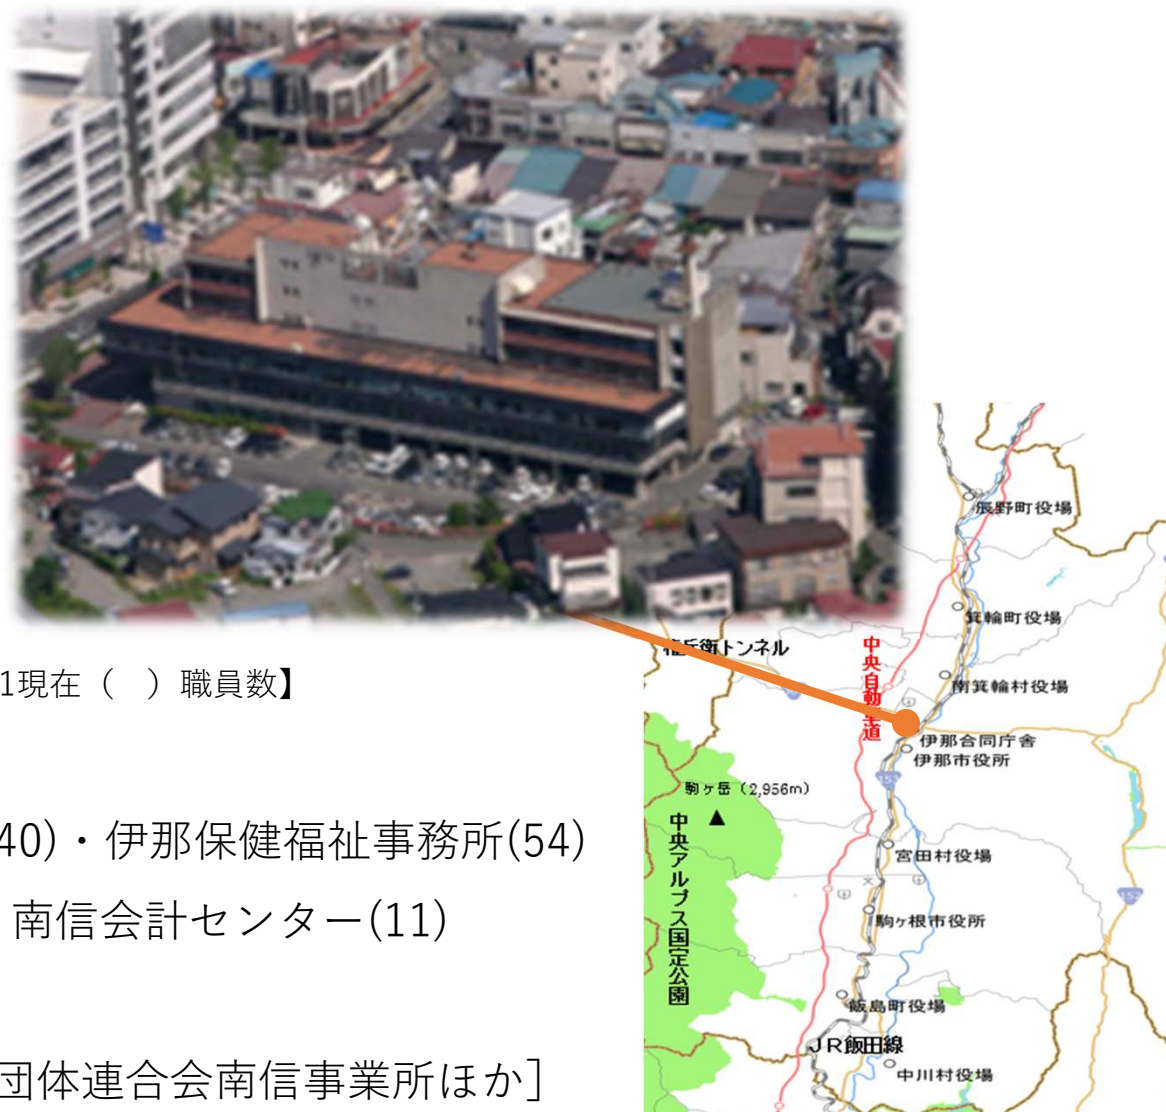 1現在（　）職員数】
40)・伊那保健福祉事務所(54)
南信会計センター(11)
団体連合会南信事業所ほか］
辰野町役場
箕輪町役場
権兵衛トンネル
中央自動車道
南箕輪村役場
伊那合同庁舎
伊那市役所
駒ヶ岳（2,956m）
中央アルプス国定公園
宮田村役場
152
駒ヶ根市役所
飯島町役場
JR飯田線
中川村役場